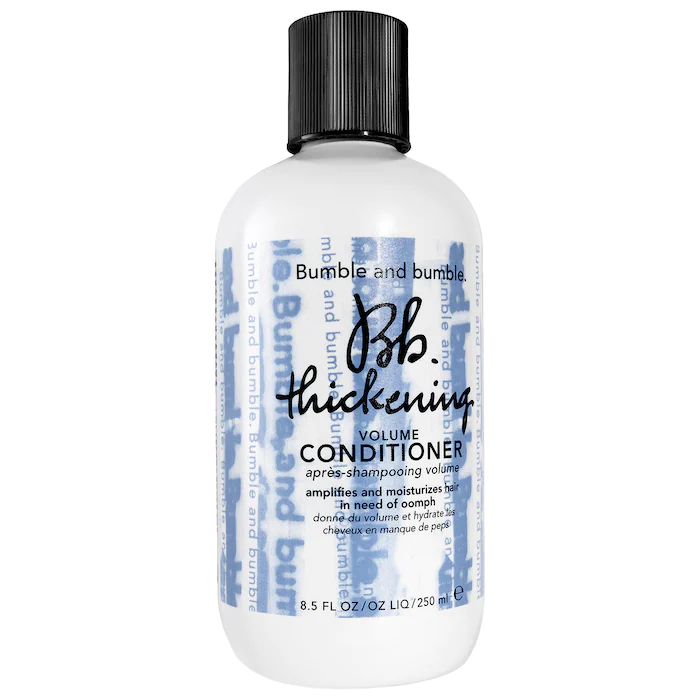 Bumble and bumble.
Bb.
thickening
VOLUME
CONDITIONER
après-shampooing volume
amplifies and moisturizes hair
in need of oomph
donne du volume et hydrate les
cheveux en manque de peps
8.5 FL OZ/OZ LIQ/250 ml ℮